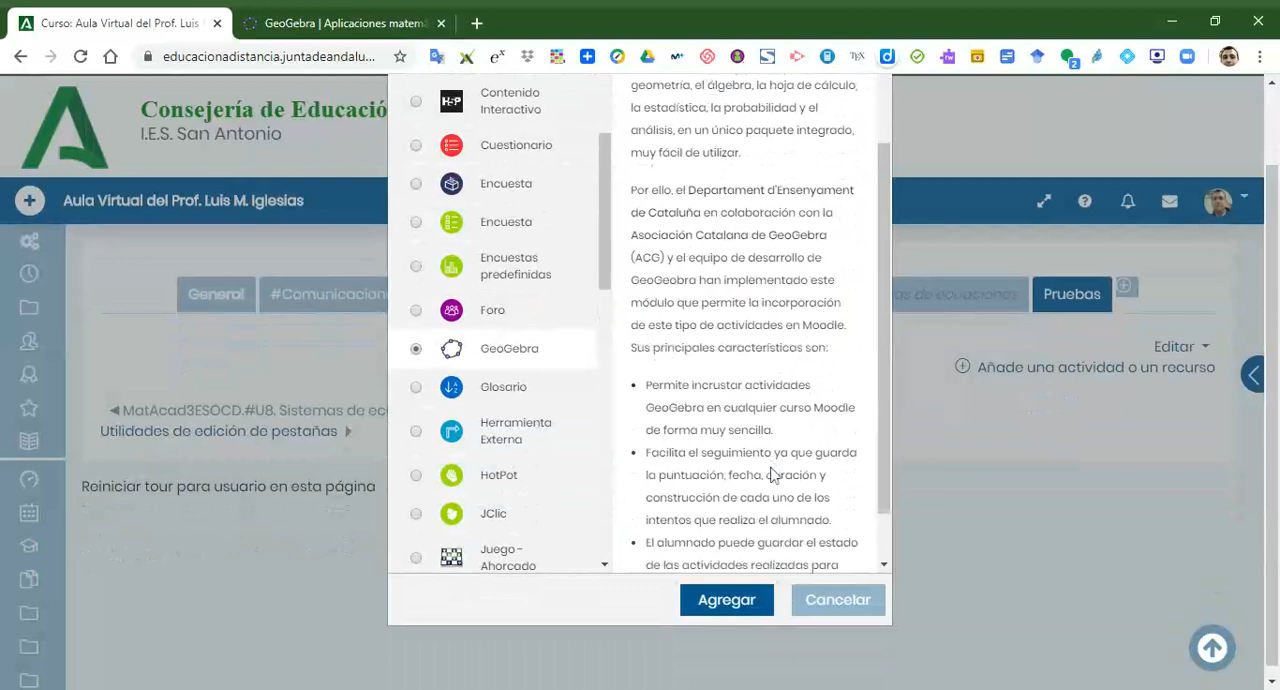 Curso: Aula Virtual del Prof. Luis
GeoGebra | Aplicaciones matem
educacionadistancia.juntadeandalu...
TEX
2
Consejería de Educació
I.E.S. San Antonio
Aula Virtual del Prof. Luis M. Iglesias
General
#Comunicacion
as de ecuaciones
Pruebas
Editar
Añade una actividad o un recurso
MatAcad3ESOCD.#U8. Sistemas de ec
Utilidades de edición de pestañas
Reiniciar tour para usuario en esta página
H-P
Contenido
Interactivo
Cuestionario
Encuesta
Encuesta
Encuestas
predefinidas
Foro
GeoGebra
Glosario
Herramienta
Externa
HotPot
JClic
Juego -
Ahorcado
geometría, el álgebra, la hoja de cálculo,
la estadística, la probabilidad y el
análisis, en un único paquete integrado,
muy fácil de utilizar.
Por ello, el Departament d'Ensenyament
de Cataluña en colaboración con la
Asociación Catalana de GeoGebra
(ACG) y el equipo de desarrollo de
GeoGeobra han implementado este
módulo que permite la incorporación
de este tipo de actividades en Moodle.
Sus principales características son:
Permite incrustar actividades
GeoGebra en cualquier curso Moodle
de forma muy sencilla.
Facilita el seguimiento ya que guarda
la puntuación, fecha, duración y
construcción de cada uno de los
intentos que realiza el alumnado.
El alumnado puede guardar el estado
de las actividades realizadas para
Agregar
Cancelar